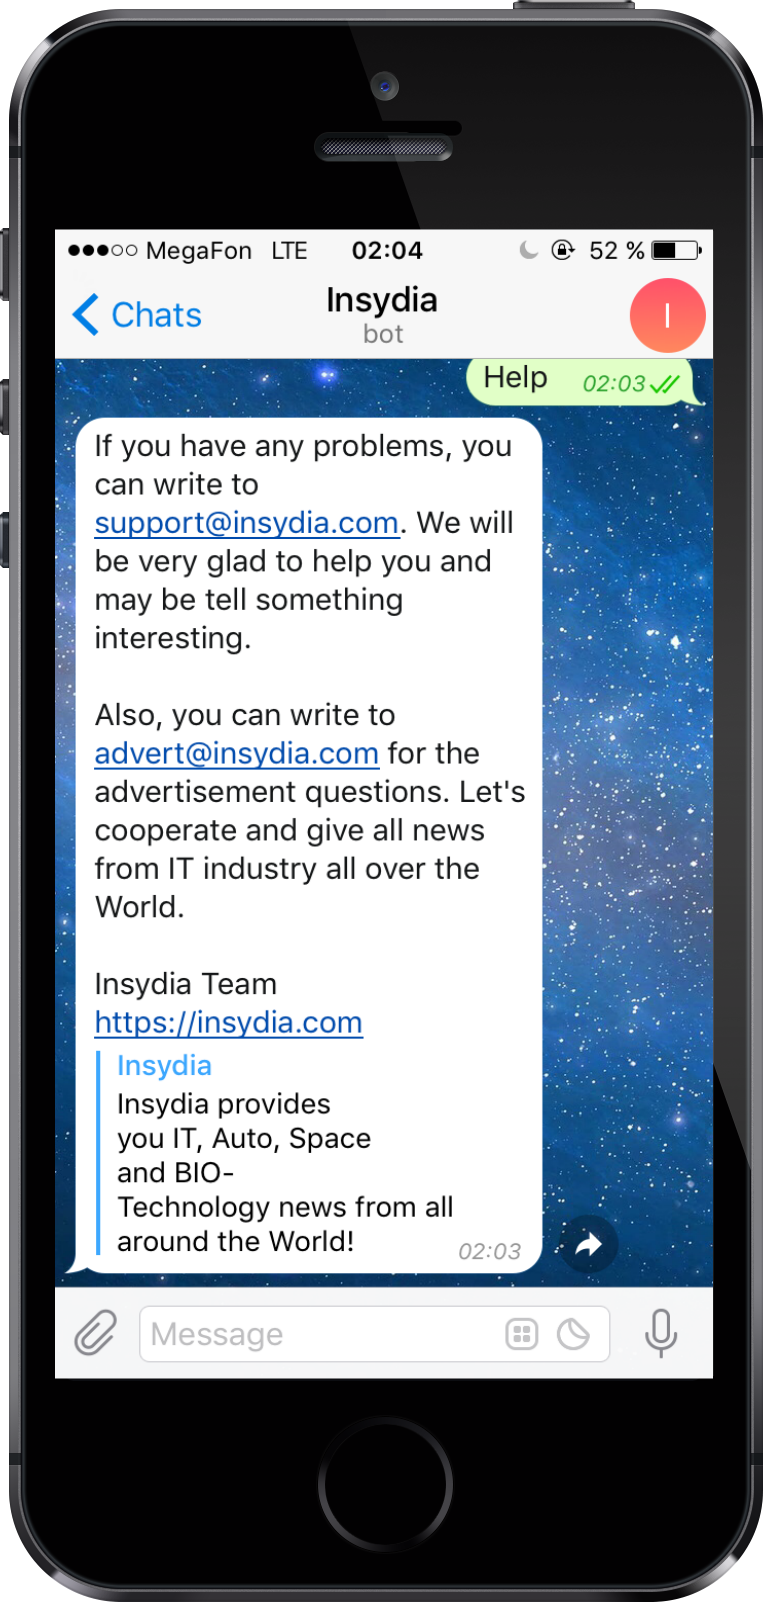 MegaFon LTE 02:04 52 %
Chats
Insydia
bot
I
Help 02:03
If you have any problems, you
can write to
support@insydia.com. We will
be very glad to help you and
may be tell something
interesting.
Also, you can write to
advert@insydia.com for the
advertisement questions. Let's
cooperate and give all news
from IT industry all over the
World.
Insydia Team
https://insydia.com
Insydia
Insydia provides
you IT, Auto, Space
and BIO-
Technology news from all
around the World!
02:03
Message